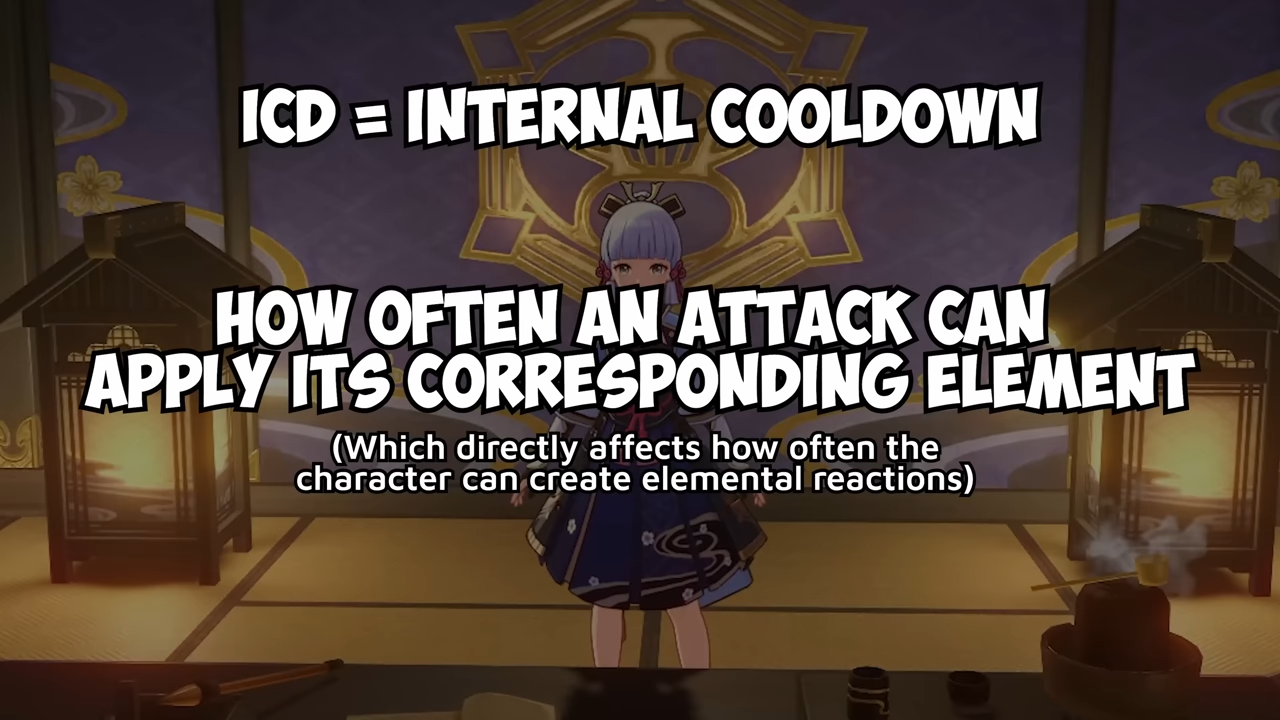 ICD = INTERNAL COOLDOWN
HOW OFTEN AN ATTACK CAN
APPLY ITS CORRESPONDING ELEMENT
(Which directly affects how often the
character can create elemental reactions)